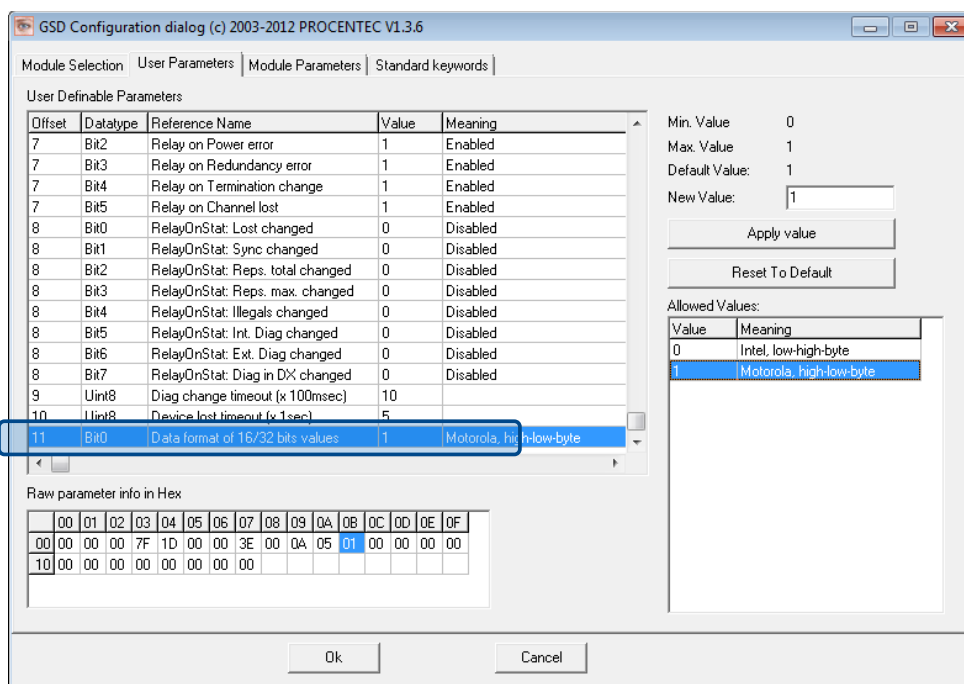 GSD Configuration dialog (c) 2003-2012 PROCENTEC V1.3.6
Module Selection User Parameters Module Parameters Standard keywords
User Definable Parameters
Offset Datatype Reference Name Value Meaning
7 Bit2 Relay on Power error 1 Enabled
7 Bit3 Relay on Redundancy error 1 Enabled
7 Bit4 Relay on Termination change 1 Enabled
7 Bit5 Relay on Channel lost 1 Enabled
8 Bit0 RelayOnStat: Lost changed 0 Disabled
8 Bit1 RelayOnStat: Sync changed 0 Disabled
8 Bit2 RelayOnStat: Reps. total changed 0 Disabled
8 Bit3 RelayOnStat: Reps. max. changed 0 Disabled
8 Bit4 RelayOnStat: Illegals changed 0 Disabled
8 Bit5 RelayOnStat: Int. Diag changed 0 Disabled
8 Bit6 RelayOnStat: Ext. Diag changed 0 Disabled
8 Bit7 RelayOnStat: Diag in DX changed 0 Disabled
9 Uint8 Diag change timeout (x 100msec) 10
10 Uint8 Device lost timeout (x 1sec) 5
11 Bit0 Data format of 16/32 bits values 1 Motorola, high-low-byte
Min. Value 0
Max. Value 1
Default Value: 1
New Value: 1
Apply value
Reset To Default
Allowed Values:
Value Meaning
0 Intel, low-high-byte
1 Motorola, high-low-byte
Raw parameter info in Hex
00 01 02 03 04 05 06 07 08 09 0A 0B 0C 0D 0E 0F
00 00 00 00 7F 1D 00 00 3E 00 0A 05 01 00 00 00 00
10 00 00 00 00 00 00 00 00
Ok Cancel